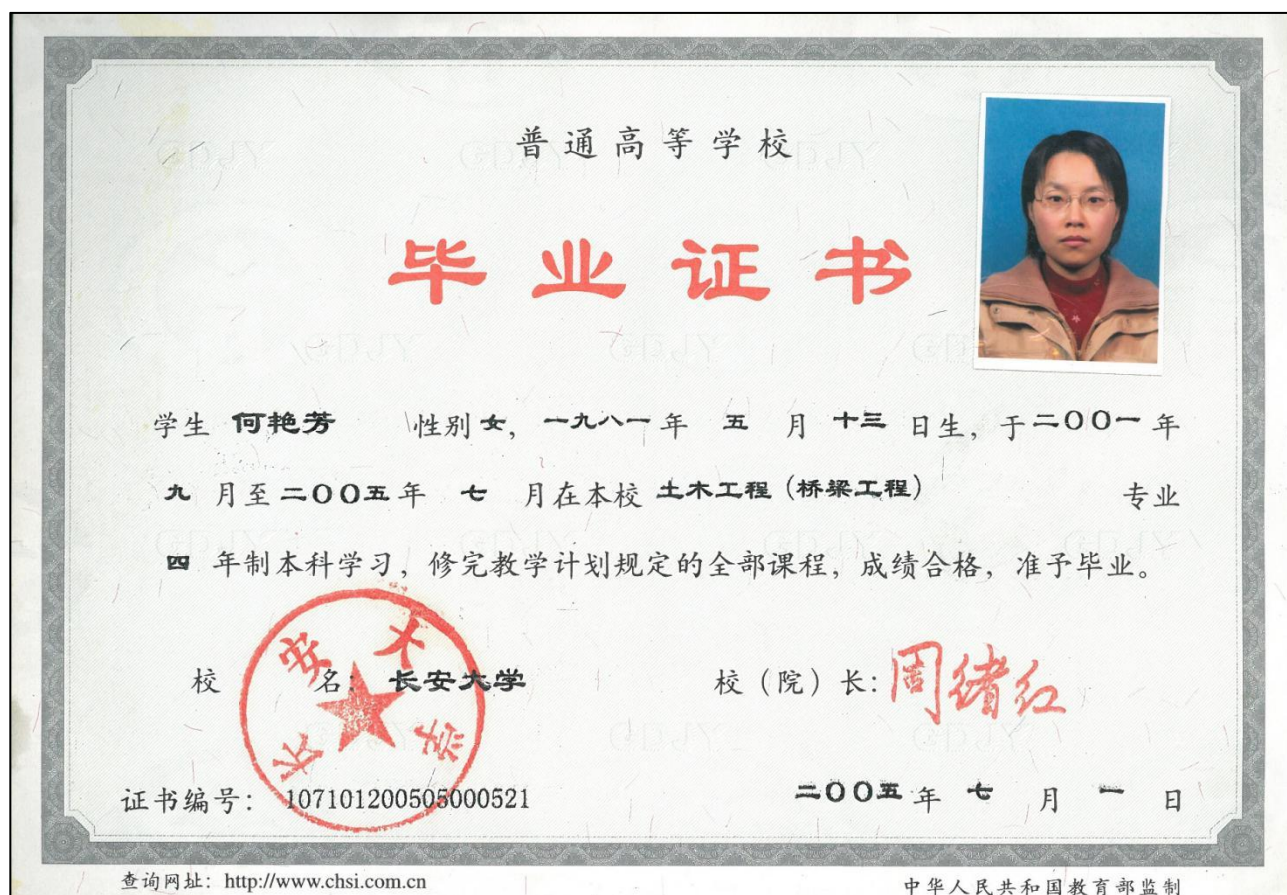 普通高等学校
毕业证书
学生 何艳芳 性别 女, 一九八一 年 五 月 十三 日生, 于 二〇〇一 年
九 月至 二〇〇五 年 七 月在本校 土木工程 (桥梁工程) 专业
四 年制本科学习, 修完教学计划规定的全部课程, 成绩合格, 准予毕业。
长安大学
校 名: 长安大学 校（院）长: 周绪红
证书编号: 107101200505000521 二〇〇五 年 七 月 一 日
查询网址: http://www.chsi.com.cn 中华人民共和国教育部监制